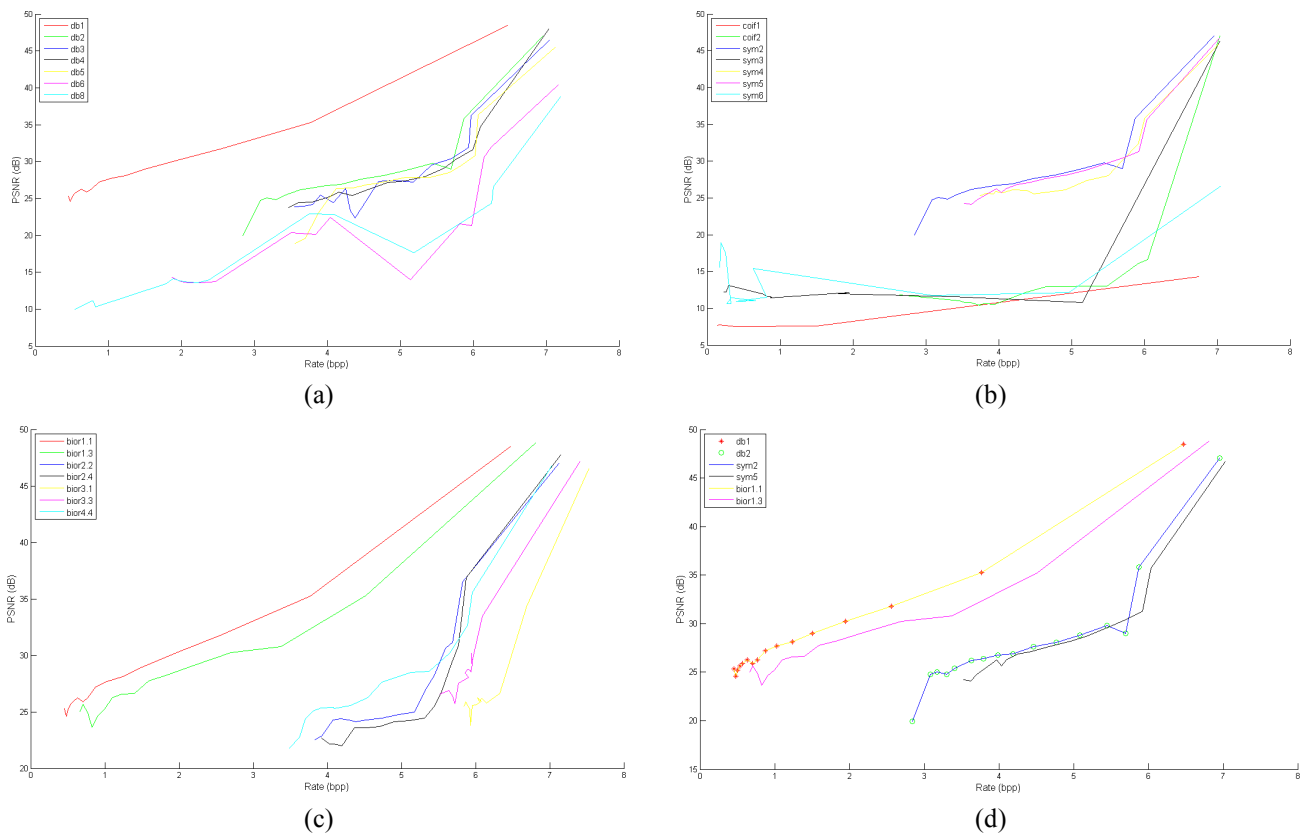 50
45
40
35
30
25
20
15
10
5
0
1
2
3
4
5
6
7
8
PSNR (dB)
Rate (bpp)
db1
db2
db3
db4
db5
db6
db8
(a)
50
45
40
35
30
25
20
15
10
5
0
1
2
3
4
5
6
7
8
PSNR (dB)
Rate (bpp)
coif1
coif2
sym2
sym3
sym4
sym5
sym6
(b)
50
45
40
35
30
25
20
0
1
2
3
4
5
6
7
8
PSNR (dB)
Rate (bpp)
bior1.1
bior1.3
bior2.2
bior2.4
bior3.1
bior3.3
bior4.4
(c)
50
45
40
35
30
25
20
15
0
1
2
3
4
5
6
7
8
PSNR (dB)
Rate (bpp)
db1
db2
sym2
sym5
bior1.1
bior1.3
(d)